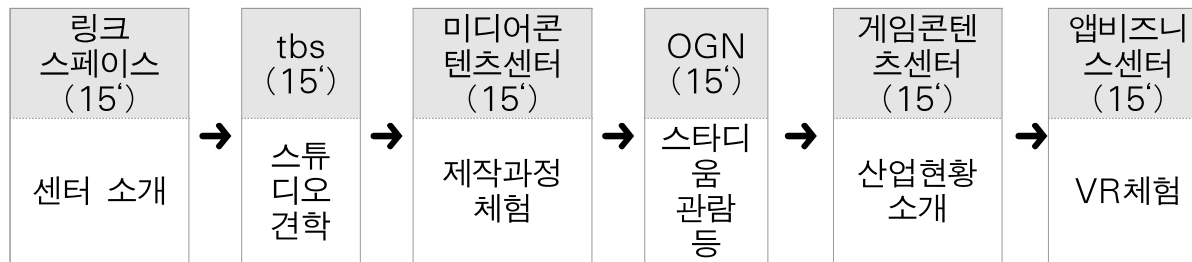 링크
스페이스
(15‘)
센터 소개
➜
tbs
(15‘)
스튜
디오
견학
➜
미디어콘
텐츠센터
(15‘)
제작과정
체험
➜
OGN
(15‘)
스타디
움
관람
등
➜
게임콘텐
츠센터
(15‘)
산업현황
소개
➜
앱비즈니
스센터
(15‘)
VR체험